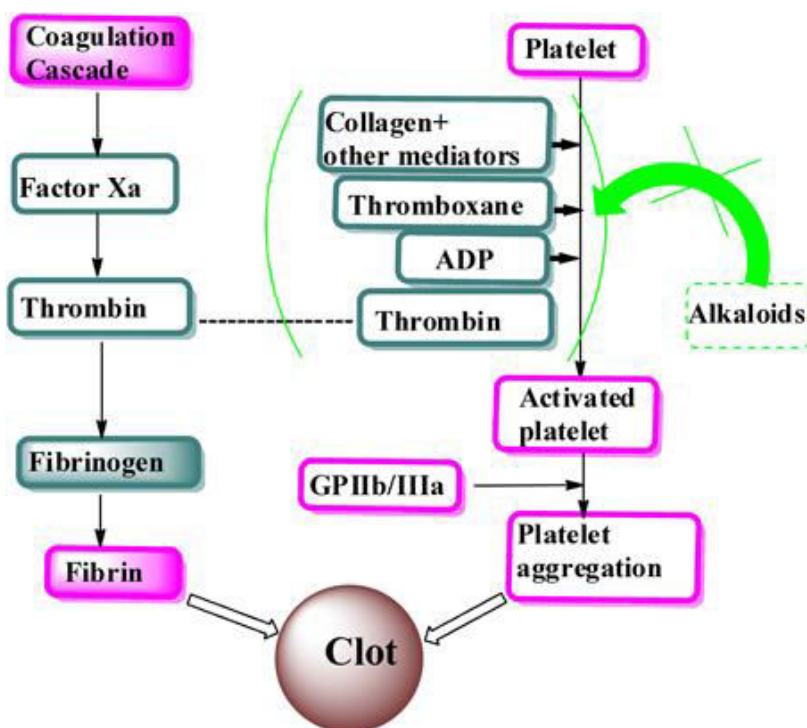 Coagulation
Cascade
Factor Xa
Thrombin
Fibrinogen
Fibrin
Platelet
Collagen+
other mediators
Thromboxane
ADP
Thrombin
Alkaloids
Activated
platelet
GPIIb/IIIa
Platelet
aggregation
Clot